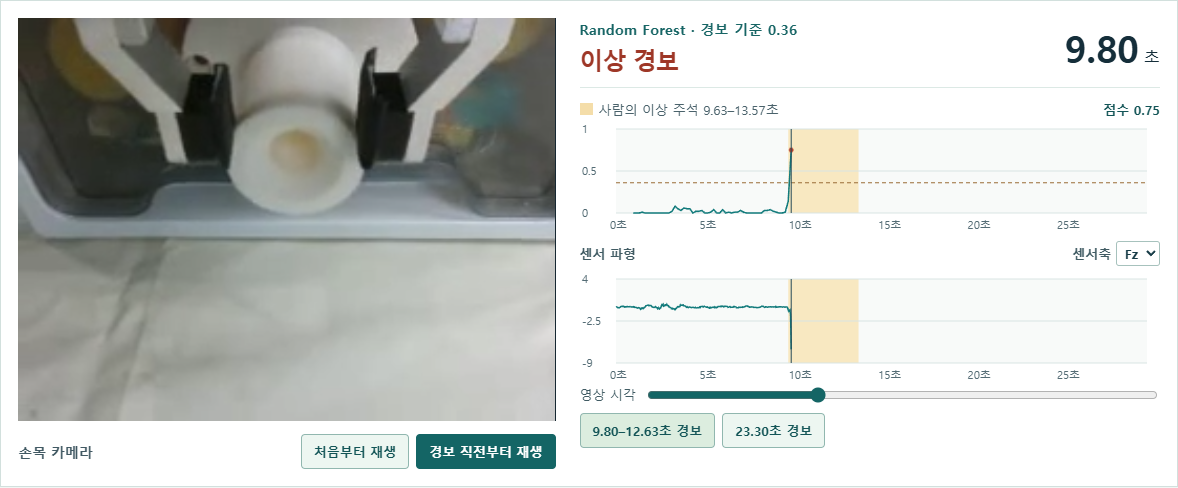 Random Forest · 경보 기준 0.36
이상 경보
9.80 초
사람의 이상 주석 9.63–13.57초
점수 0.75
1
0.5
0
0초 5초 10초 15초 20초 25초
센서 파형
센서축 Fz
4
-2.5
-9
0초 5초 10초 15초 20초 25초
영상 시각
9.80–12.63초 경보
23.30초 경보
손목 카메라
처음부터 재생
경보 직전부터 재생